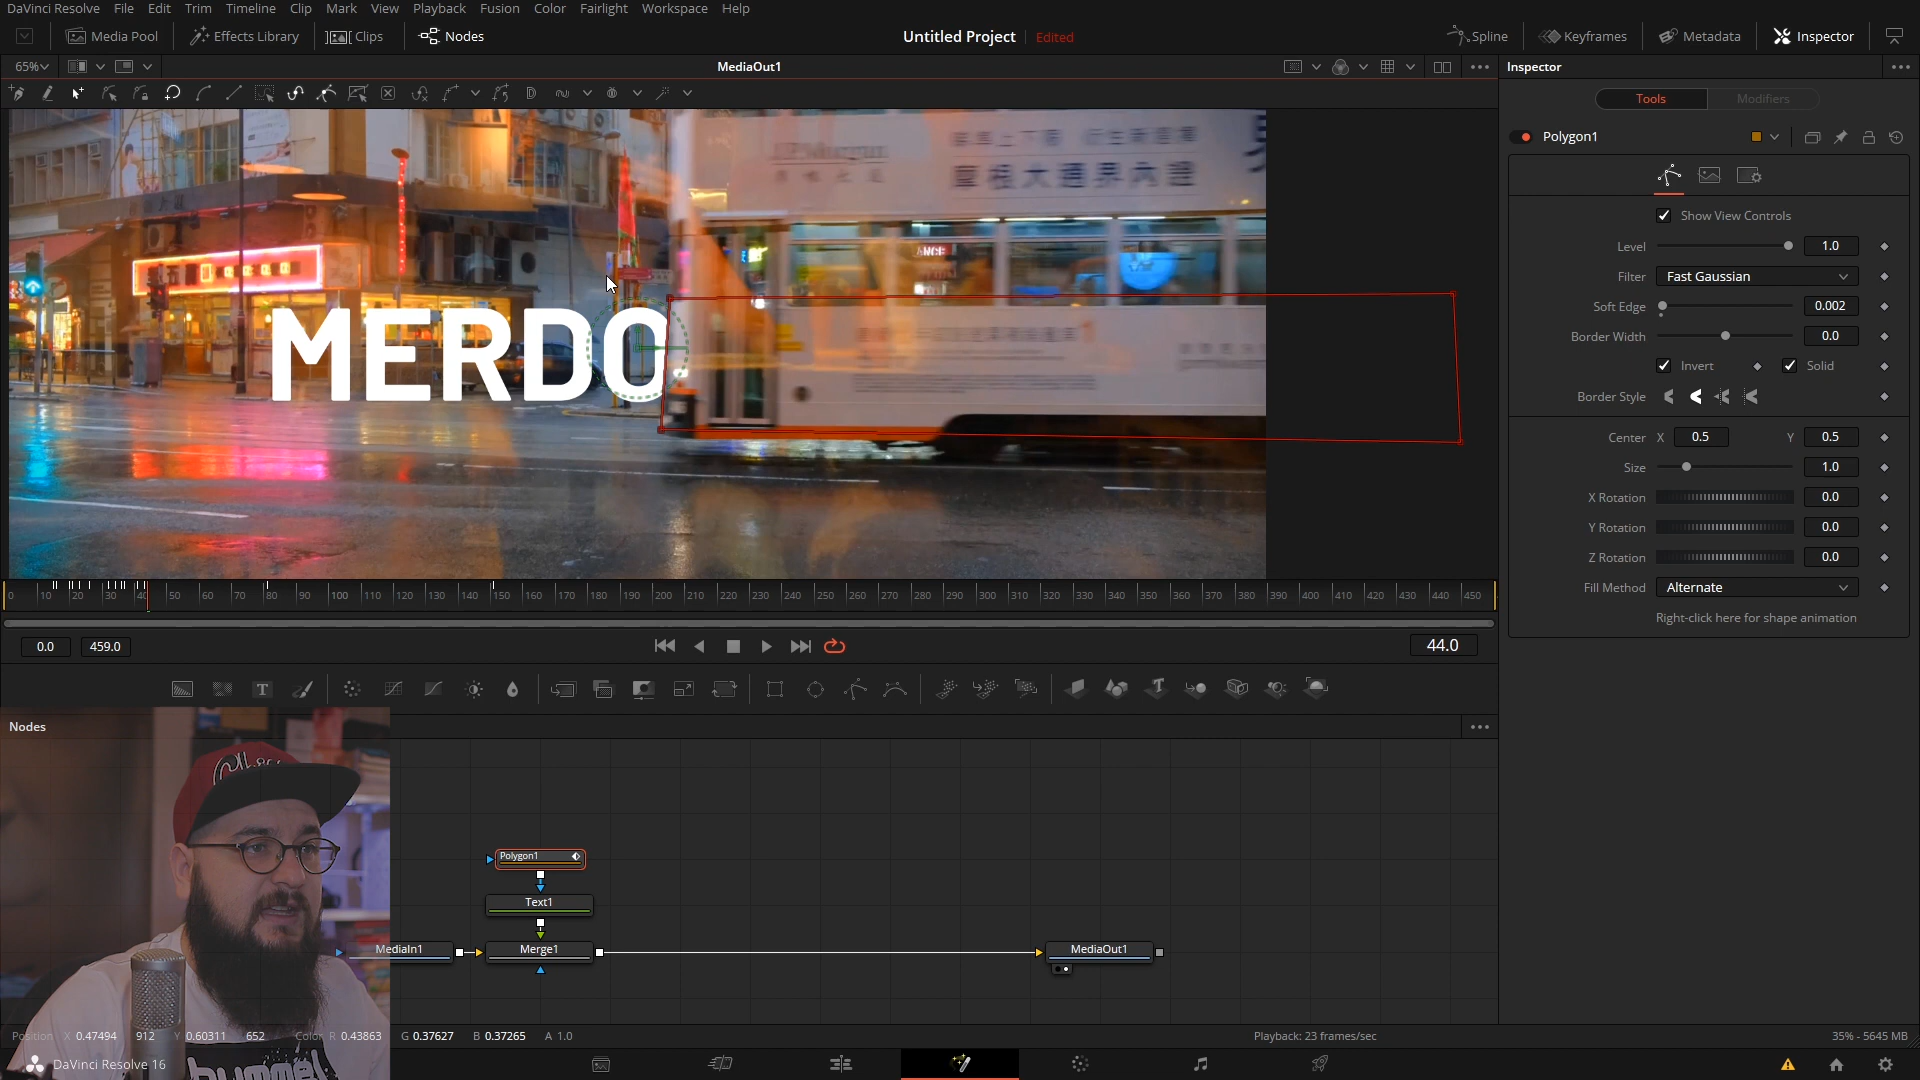 DaVinci Resolve File Edit Trim Timeline Clip Mark View Playback Fusion Color Fairlight Workspace Help
Media Pool Effects Library Clips Nodes Untitled Project Edited Spline Keyframes Metadata Inspector
65% MediaOut1 Inspector
Tools Modifiers
Polygon1
Show View Controls
Level 1.0
Filter Fast Gaussian
Soft Edge 0.002
Border Width 0.0
Invert Solid
Border Style
Center X 0.5 Y 0.5
Size 1.0
X Rotation 0.0
Y Rotation 0.0
Z Rotation 0.0
Fill Method Alternate
Right-click here for shape animation
MERDO
0 10 20 30 40 50 60 70 80 90 100 110 120 130 140 150 160 170 180 190 200 210 220 230 240 250 260 270 280 290 300 310 320 330 340 350 360 370 380 390 400 410 420 430 440 450
0.0 459.0 44.0
Nodes
Polygon1
Text1
MediaIn1 Merge1 MediaOut1
Position X 0.47494 912 Y 0.60311 652 Color R 0.43863 G 0.37627 B 0.37265 A 1.0 Playback: 23 frames/sec 35% - 5645 MB
DaVinci Resolve 16
hummel